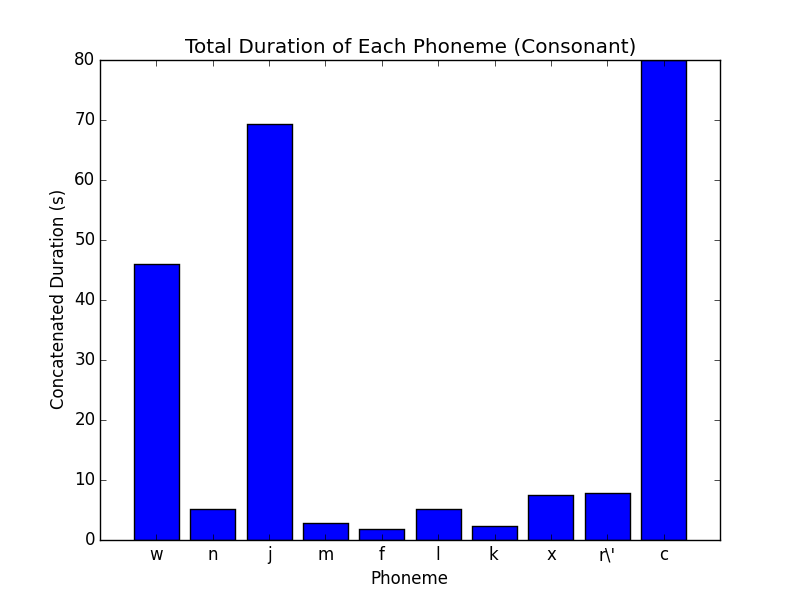 Total Duration of Each Phoneme (Consonant)
80
70
60
50
40
30
20
10
0
Concatenated Duration (s)
w n j m f l k x r\' c
Phoneme